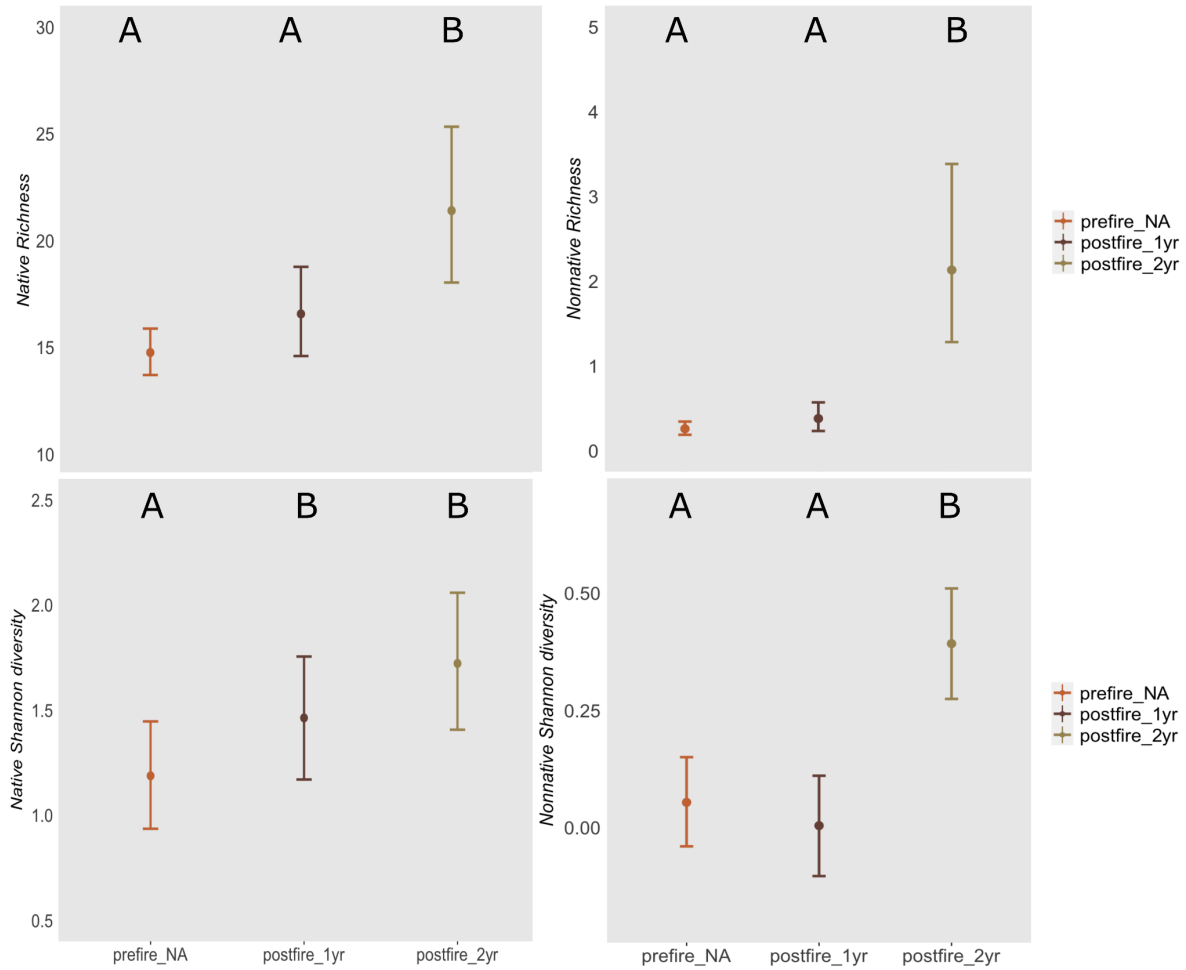 A A B
30
25
20
15
10
Native Richness
A A B
5
4
3
2
1
0
Nonnative Richness
prefire_NA
postfire_1yr
postfire_2yr
A B B
2.5
2.0
1.5
1.0
0.5
Native Shannon diversity
prefire_NA postfire_1yr postfire_2yr
A A B
0.50
0.25
0.00
Nonnative Shannon diversity
prefire_NA postfire_1yr postfire_2yr
prefire_NA
postfire_1yr
postfire_2yr